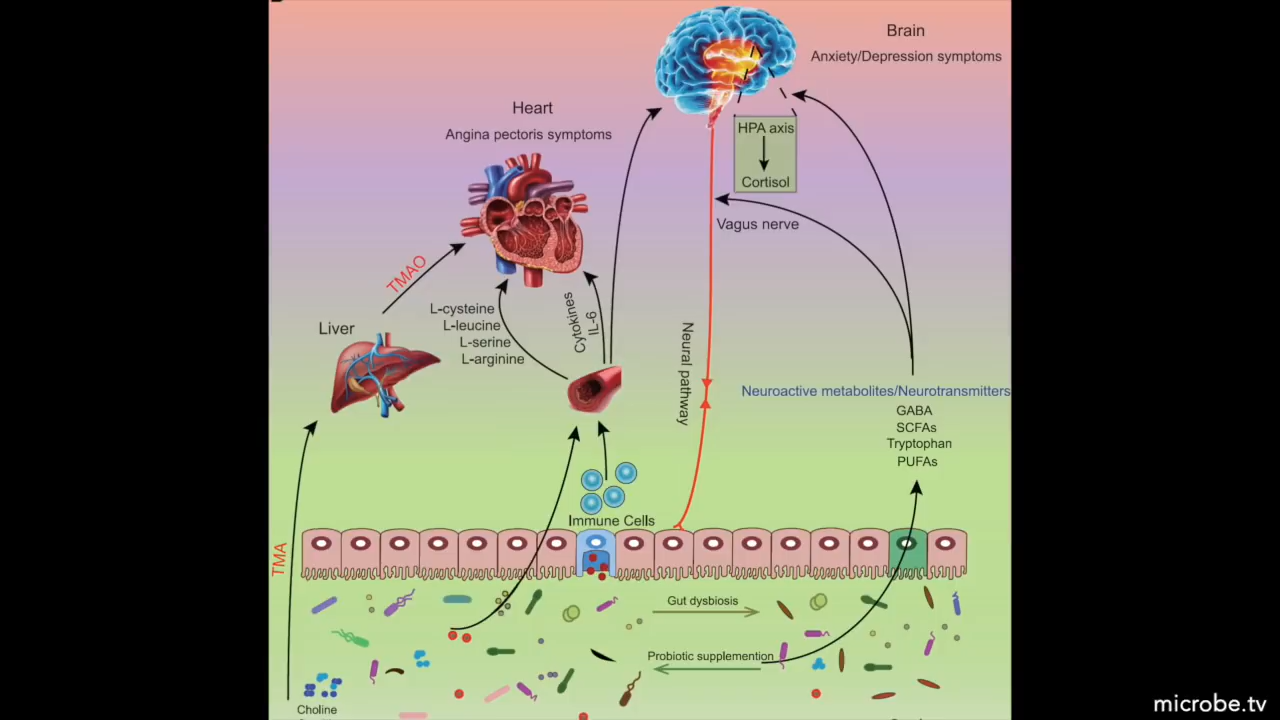 Brain
Anxiety/Depression symptoms
Heart
Angina pectoris symptoms
HPA axis
Cortisol
Vagus nerve
TMAO
L-cysteine
L-leucine
L-serine
L-arginine
Cytokines
IL-6
Liver
Neural pathway
Neuroactive metabolites/Neurotransmitters
GABA
SCFAs
Tryptophan
PUFAs
Immune Cells
TMA
Gut dysbiosis
Probiotic supplemention
Choline
microbe.tv